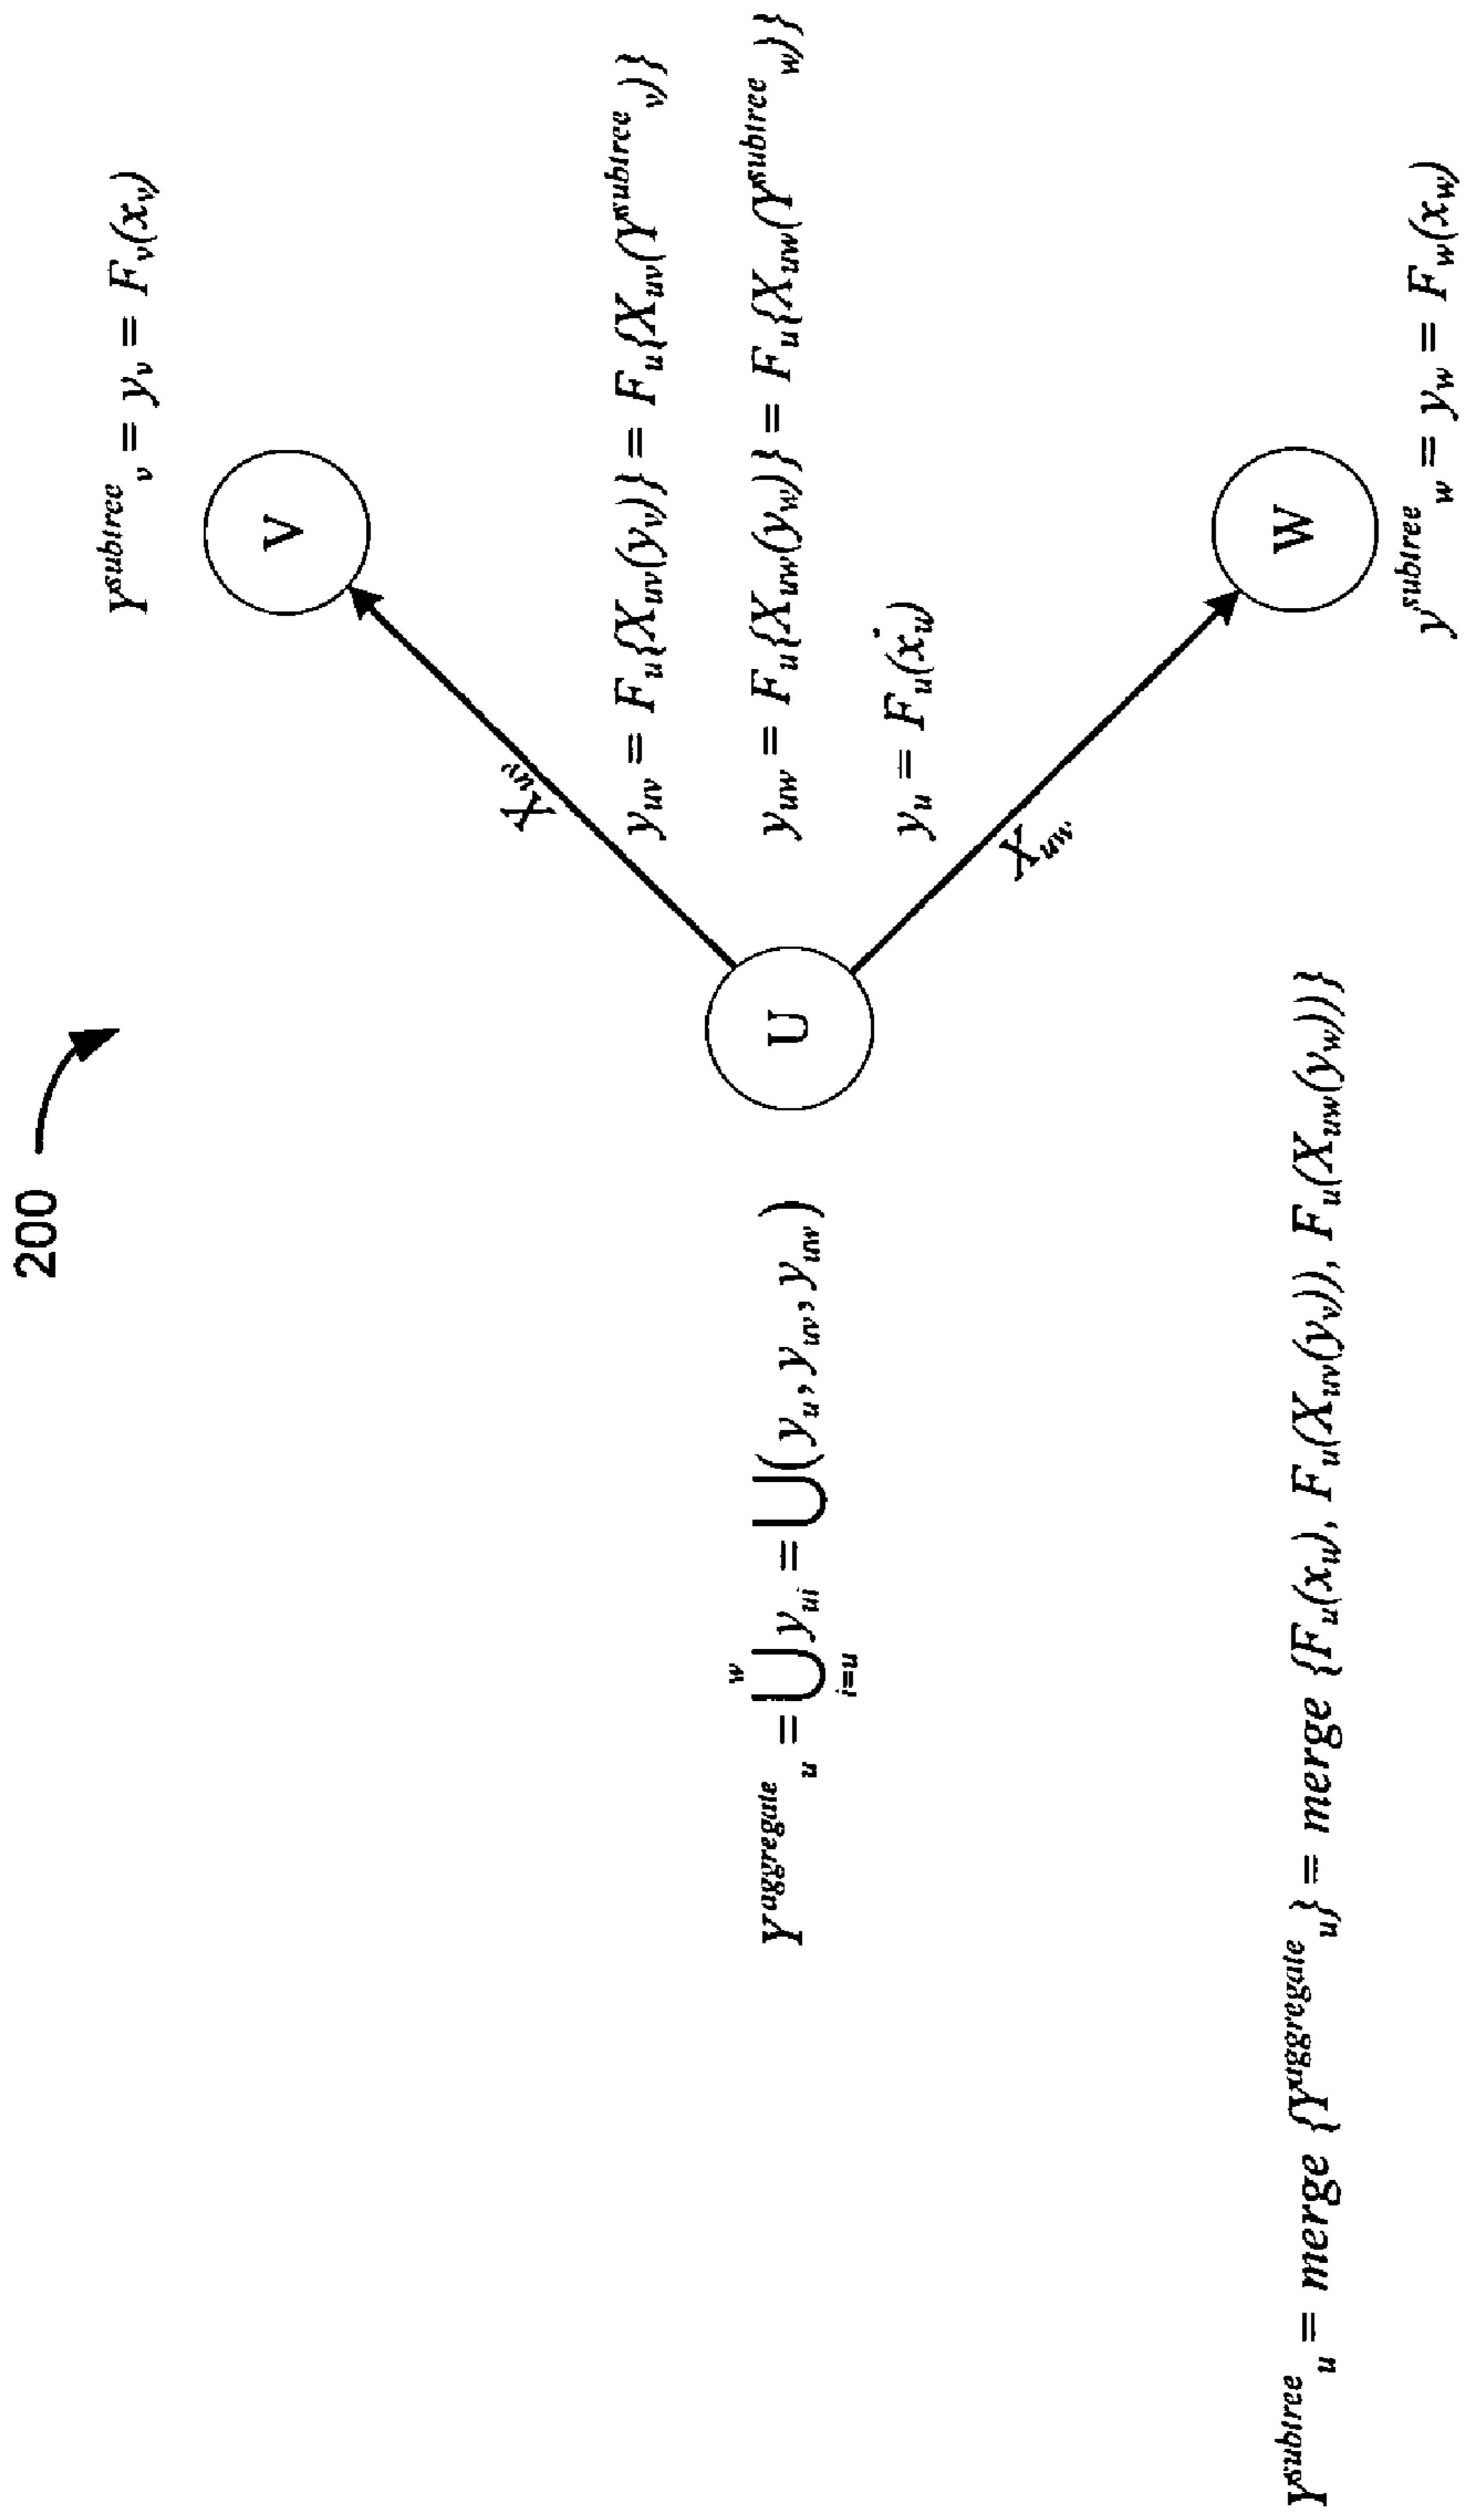 200
Y^subtree_v = y_v = F_v(x_v)
V
X_uv
y_uv = F_u{X_uv(y_v)} = F_u{X_uv(Y^subtree_v)}
Y^aggregate_u = ⋃_{i=u}^{w} y_ui = ⋃(y_u, y_uv, y_uw)
U
y_uw = F_u{X_uw(y_w)} = F_u{X_uw(Y^subtree_w)}
y_u = F_u(x_u)
X_uw
W
Y^subtree_u = merge {Y^aggregate_u} = merge {F_u(x_w), F_u(X_uv(y_v)), F_u(X_uw(y_w))}
y^subtree_w = y_w = F_w(x_w)